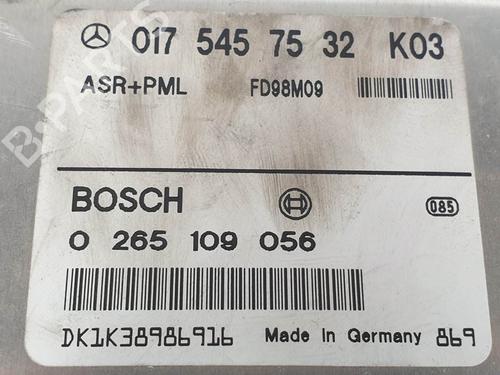 017 545 75 32 K03
ASR+PML FD98M09
BOSCH 085
0 265 109 056
DK1K38986916 Made in Germany 869
B-PARTS